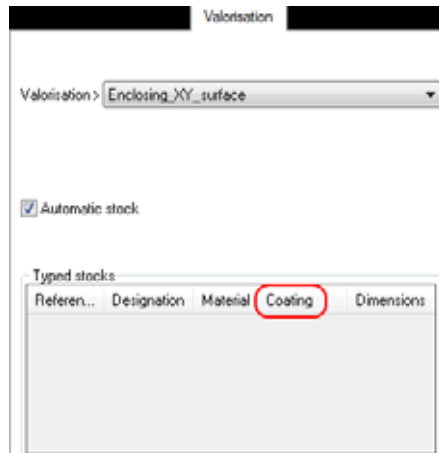 Valorisation
Valorisation > Enclosing_XY_surface
Automatic stock
Typed stocks
Referen... Designation Material Coating Dimensions